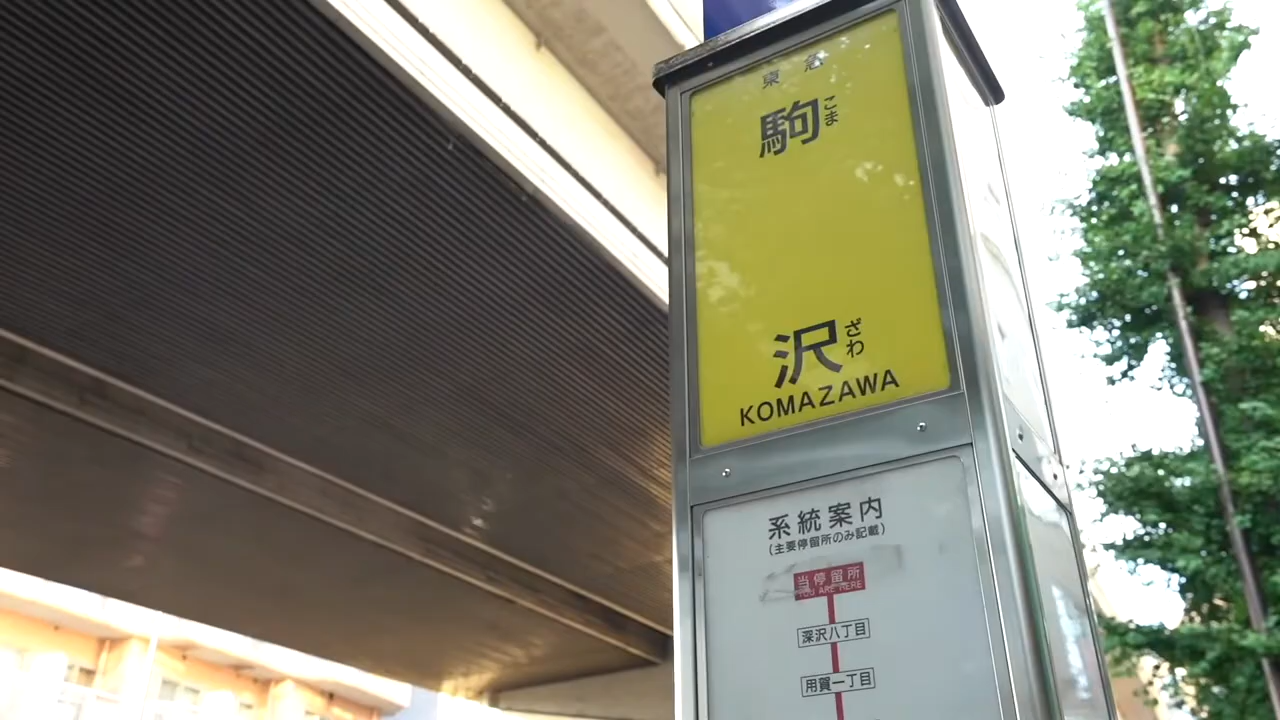 東急
駒
こま
沢
ざわ
KOMAZAWA
系統案内
(主要停留所のみ記載)
当停留所
YOU ARE HERE
深沢八丁目
用賀一丁目